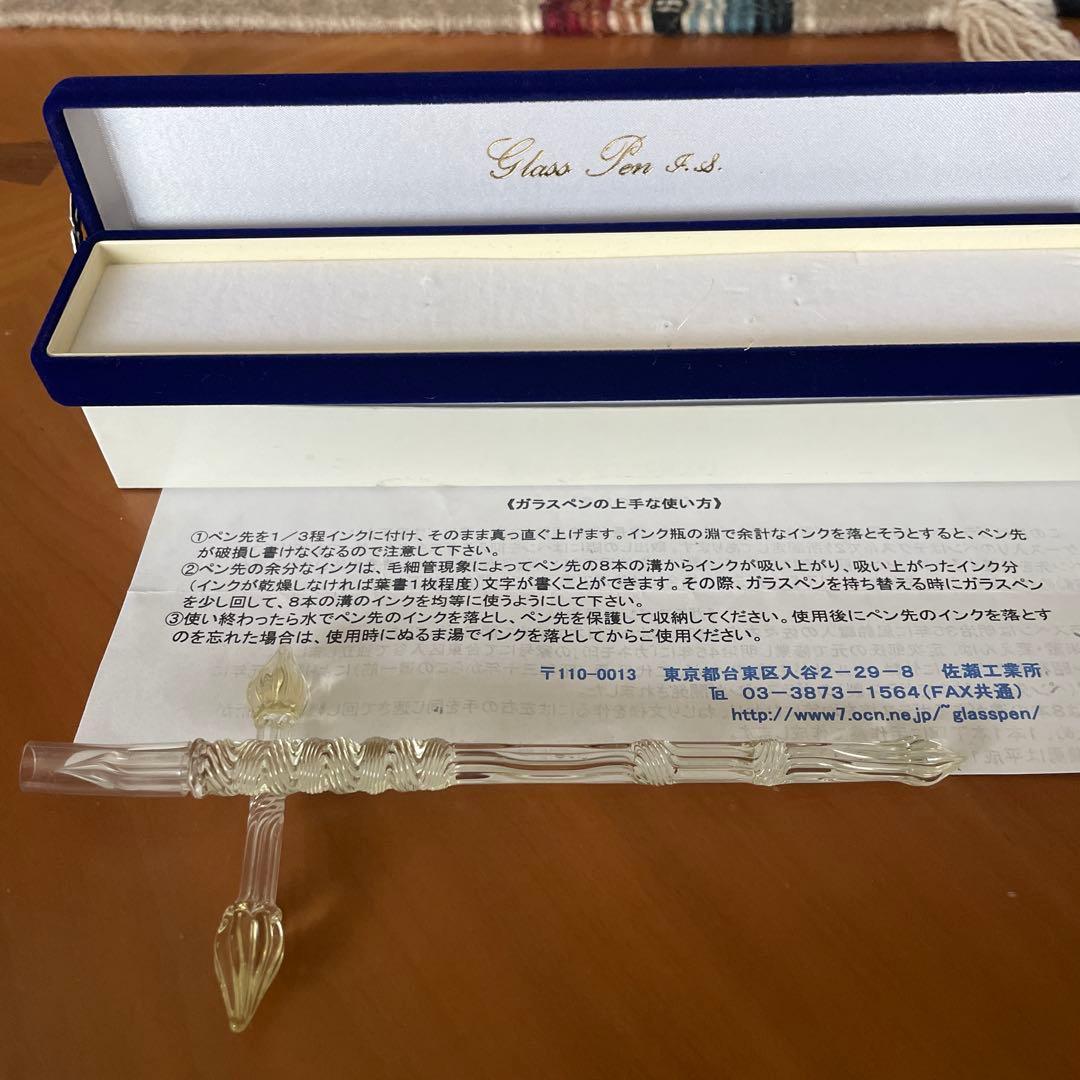 Glass Pen I.S.
《ガラスペンの上手な使い方》
①ペン先を1/3程インクに付け、そのまま真っ直ぐ上げます。インク瓶の淵で余計なインクを落とそうとすると、ペン先
が破損し書けなくなるので注意して下さい。
②ペン先の余分なインクは、毛細管現象によってペン先の8本の溝からインクが吸い上がり、吸い上がったインク分
(インクが乾燥しなければ葉書1枚程度)文字が書くことができます。その際、ガラスペンを持ち替える時にガラスペン
を少し回して、8本の溝のインクを均等に使うようにして下さい。
③使い終わったら水でペン先のインクを落とし、ペン先を保護して収納してください。使用後にペン先のインクを落とす
のを忘れた場合は、使用時にぬるま湯でインクを落としてからご使用ください。
〒110-0013 東京都台東区入谷2-29-8 佐瀬工業所
℡ 03-3873-1564(FAX共通)
http://www7.ocn.ne.jp/~glasspen/